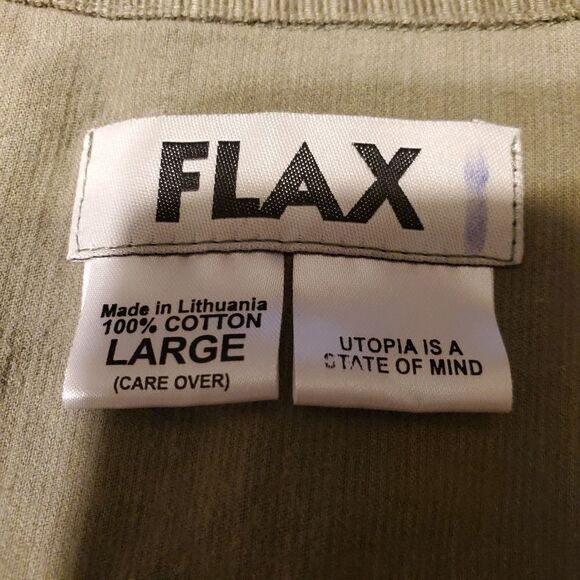 FLAX
Made in Lithuania
100% COTTON
LARGE
(CARE OVER)
UTOPIA IS A
STATE OF MIND